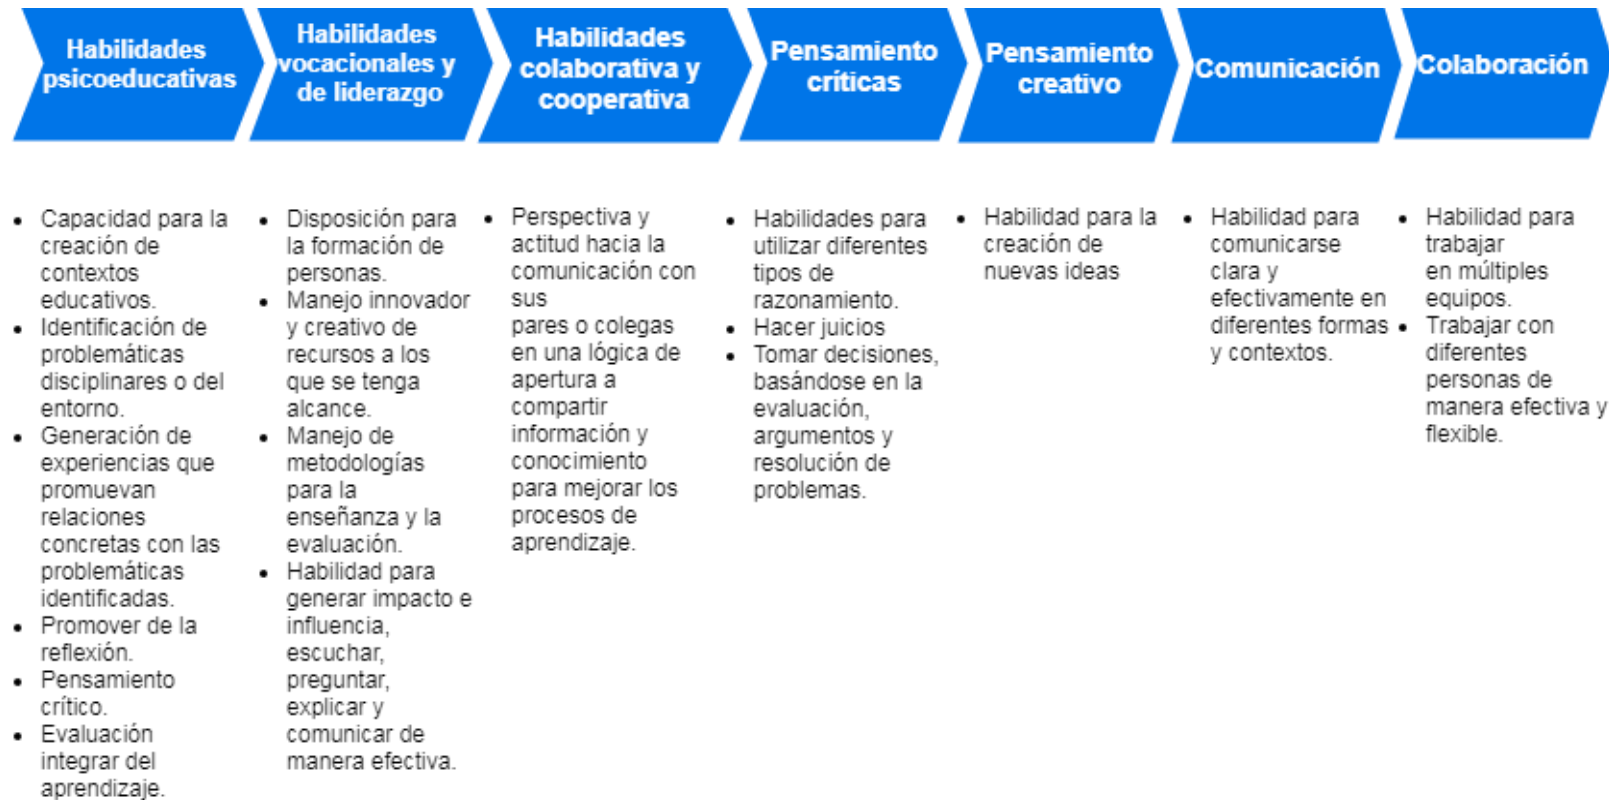 Habilidades
psicoeducativas
Habilidades
vocacionales y
de liderazgo
Habilidades
colaborativa y
cooperativa
Pensamiento
críticas
Pensamiento
creativo
Comunicación
Colaboración
• Capacidad para la
creación de
contextos
educativos.
• Identificación de
problemáticas
disciplinares o del
entorno.
• Generación de
experiencias que
promuevan
relaciones
concretas con las
problemáticas
identificadas.
• Promover de la
reflexión.
• Pensamiento
crítico.
• Evaluación
integrar del
aprendizaje.
• Disposición para
la formación de
personas.
• Manejo innovador
y creativo de
recursos a los
que se tenga
alcance.
• Manejo de
metodologías
para la
enseñanza y la
evaluación.
• Habilidad para
generar impacto e
influencia,
escuchar,
preguntar,
explicar y
comunicar de
manera efectiva.
• Perspectiva y
actitud hacia la
comunicación con
sus
pares o colegas
en una lógica de
apertura a
compartir
información y
conocimiento
para mejorar los
procesos de
aprendizaje.
• Habilidades para
utilizar diferentes
tipos de
razonamiento.
• Hacer juicios
• Tomar decisiones,
basándose en la
evaluación,
argumentos y
resolución de
problemas.
• Habilidad para la
creación de
nuevas ideas
• Habilidad para
comunicarse
clara y
efectivamente en
diferentes formas
y contextos.
• Habilidad para
trabajar
en múltiples
equipos.
• Trabajar con
diferentes
personas de
manera efectiva y
flexible.